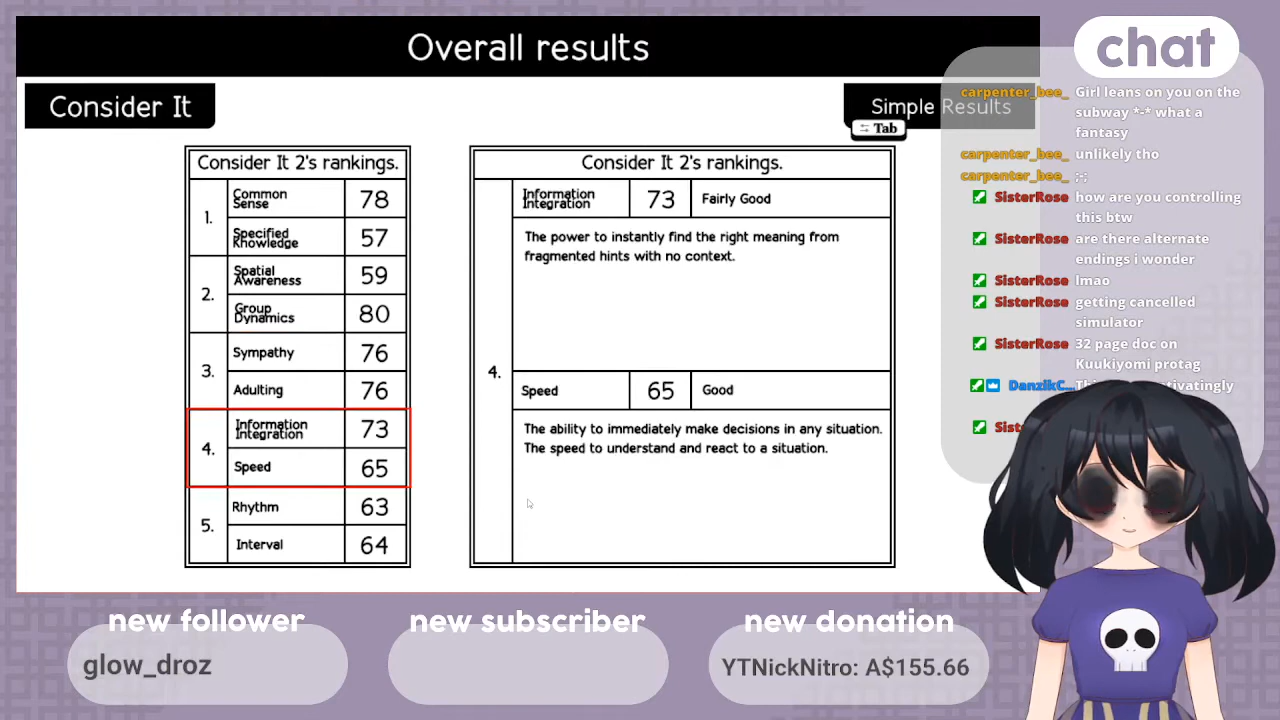 Overall results
Consider It
Simple Results
Tab
Consider It 2's rankings.
1.
Common
Sense
78
Specified
Knowledge
57
2.
Spatial
Awareness
59
Group
Dynamics
80
3.
Sympathy
76
Adulting
76
4.
Information
Integration
73
Speed
65
5.
Rhythm
63
Interval
64
Consider It 2's rankings.
4.
Information
Integration
73
Fairly Good
The power to instantly find the right meaning from
fragmented hints with no context.
Speed
65
Good
The ability to immediately make decisions in any situation.
The speed to understand and react to a situation.
chat
carpenter_bee_ Girl leans on you on the
subway *-* what a
fantasy
carpenter_bee_ unlikely tho
carpenter_bee_ :-:
SisterRose how are you controlling
this btw
SisterRose are there alternate
endings i wonder
SisterRose lmao
SisterRose getting cancelled
simulator
SisterRose 32 page doc on
Kuukiyomi protag
DanzikC...
new follower
glow_droz
new subscriber
new donation
YTNickNitro: A$155.66